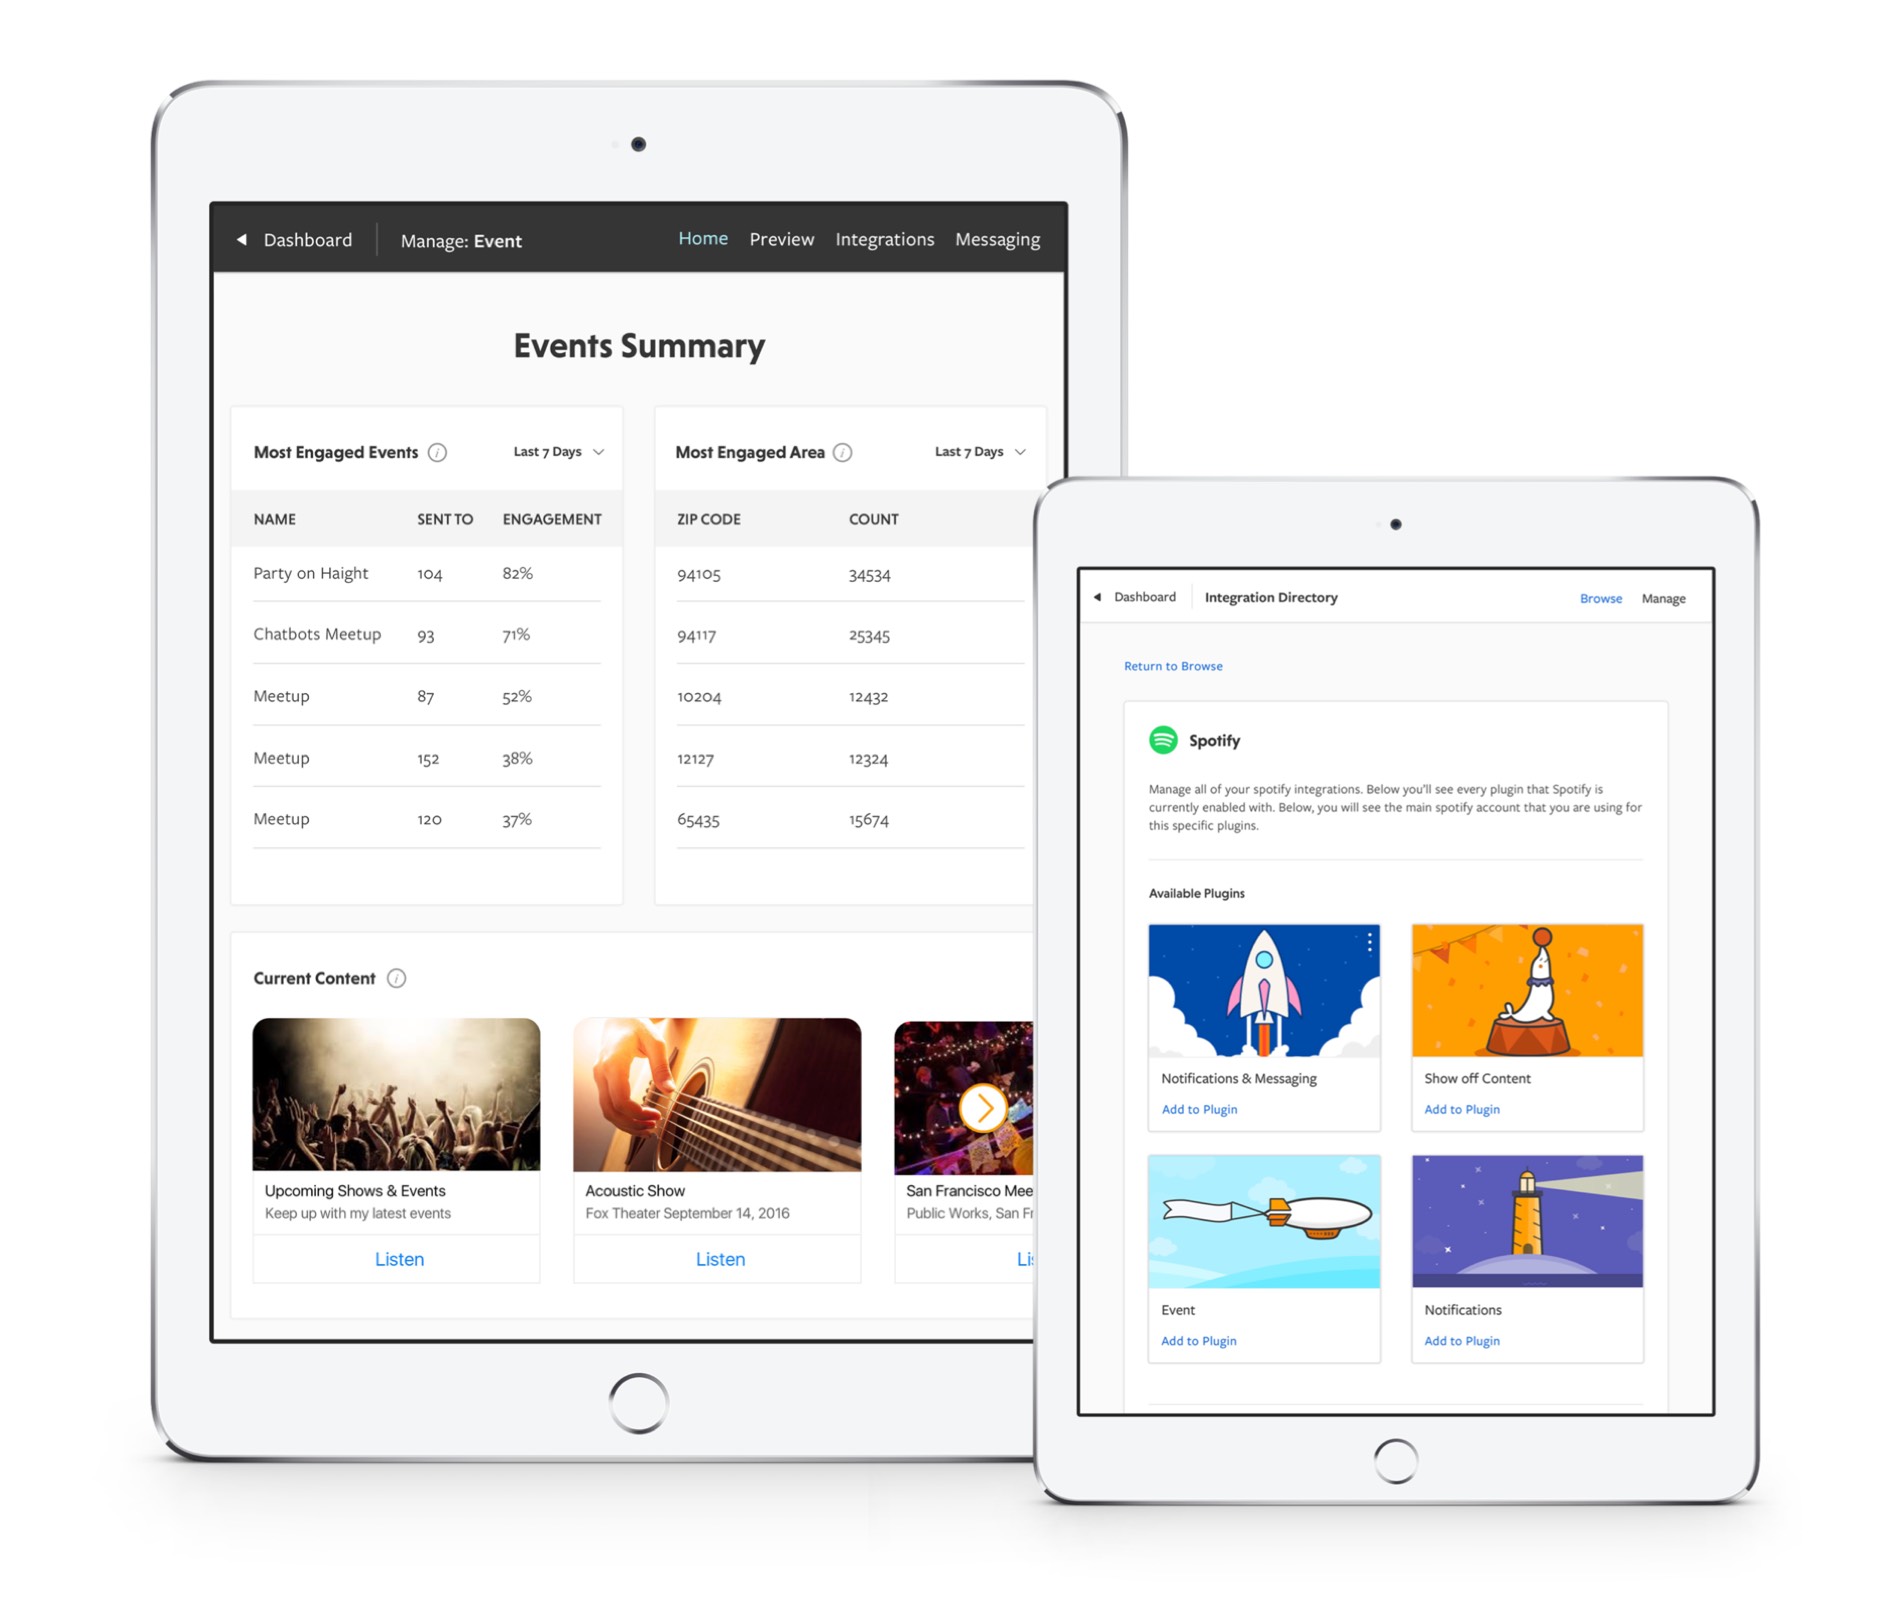 Dashboard
Manage: Event
Home Preview Integrations Messaging
Events Summary
Most Engaged Events
Last 7 Days
NAME SENT TO ENGAGEMENT
Party on Haight 104 82%
Chatbots Meetup 93 71%
Meetup 87 52%
Meetup 152 38%
Meetup 120 37%
Most Engaged Area
Last 7 Days
ZIP CODE COUNT
94105 34534
94117 25345
10204 12432
12127 12324
65435 15674
Current Content
Upcoming Shows & Events
Keep up with my latest events
Listen
Acoustic Show
Fox Theater September 14, 2016
Listen
San Francisco Mee
Public Works, San Fr
Lis
Dashboard
Integration Directory
Browse Manage
Return to Browse
Spotify
Manage all of your spotify integrations. Below you'll see every plugin that Spotify is
currently enabled with. Below, you will see the main spotify account that you are using for
this specific plugins.
Available Plugins
Notifications & Messaging
Add to Plugin
Show off Content
Add to Plugin
Event
Add to Plugin
Notifications
Add to Plugin